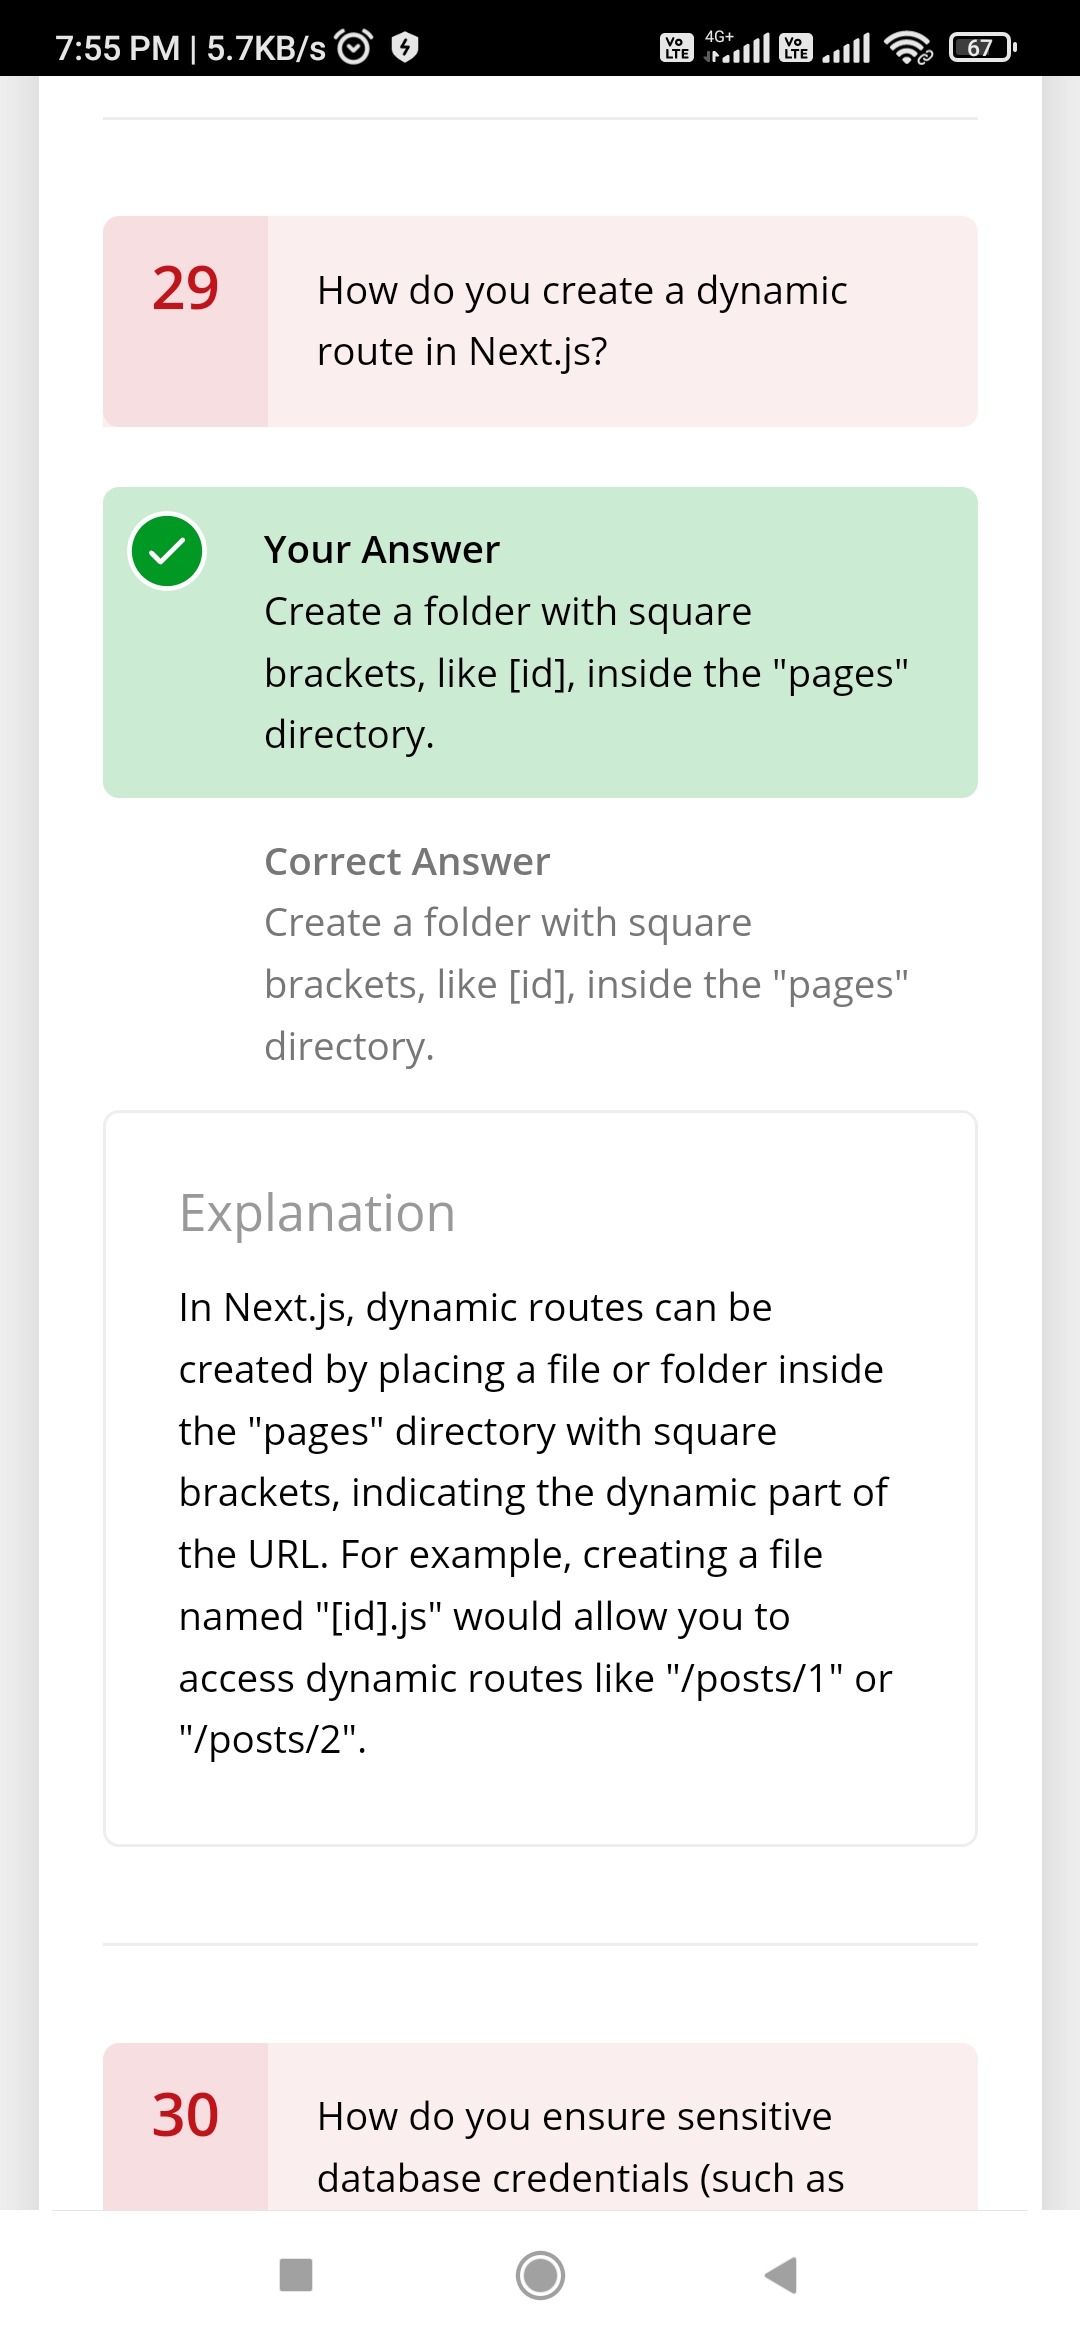 7:55 PM | 5.7KB/s
Vo LTE 4G+ Vo LTE 67
29
How do you create a dynamic
route in Next.js?
Your Answer
Create a folder with square
brackets, like [id], inside the "pages"
directory.
Correct Answer
Create a folder with square
brackets, like [id], inside the "pages"
directory.
Explanation
In Next.js, dynamic routes can be
created by placing a file or folder inside
the "pages" directory with square
brackets, indicating the dynamic part of
the URL. For example, creating a file
named "[id].js" would allow you to
access dynamic routes like "/posts/1" or
"/posts/2".
30
How do you ensure sensitive
database credentials (such as